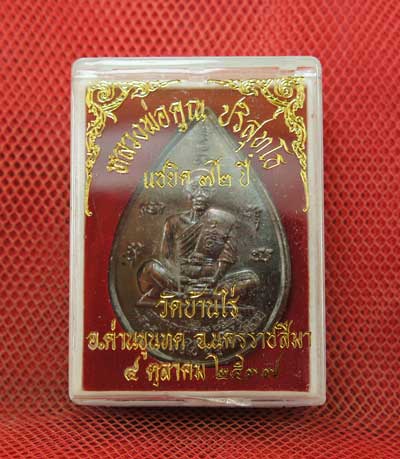 หลวงพ่อคูณ ปริสุทฺโธ
แซยิด ๗๒ ปี
วัดบ้านไร่
อ.ด่านขุนทด จ.นครราชสีมา
๔ ตุลาคม ๒๕๓๗